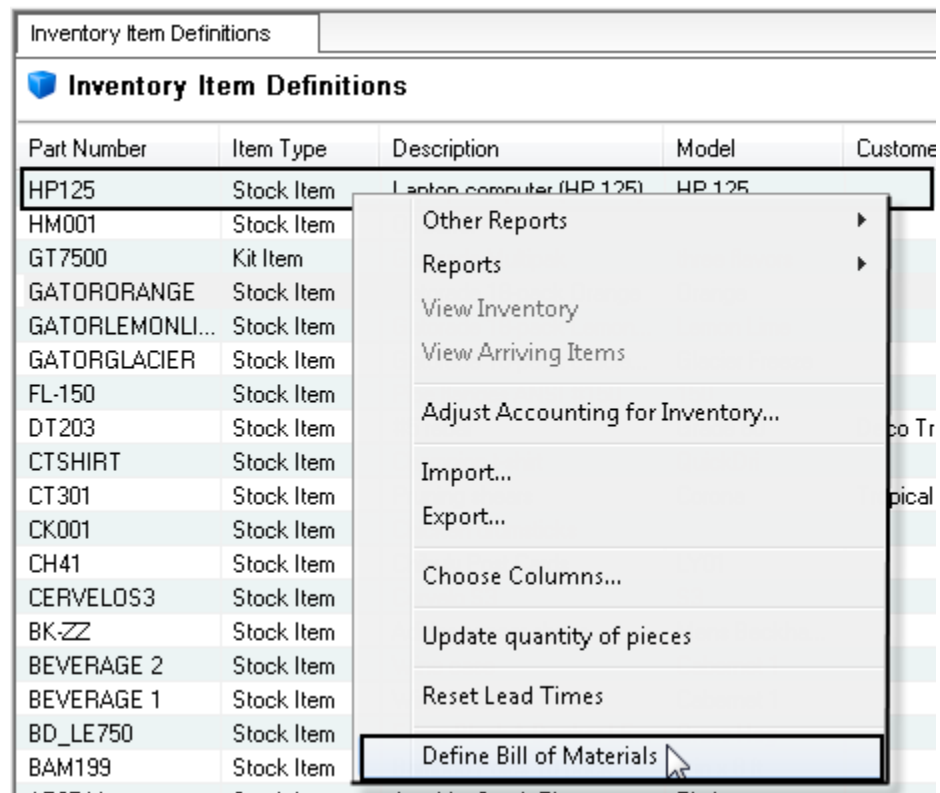 Inventory Item Definitions
Inventory Item Definitions
Part Number Item Type Description Model Custome
HP125 Stock Item Laptop computer (HP 125) HP 125
HM001 Stock Item
GT7500 Kit Item
GATORORANGE Stock Item
GATORLEMONLI... Stock Item
GATORGLACIER Stock Item
FL-150 Stock Item
DT203 Stock Item co Tr
CTSHIRT Stock Item
CT301 Stock Item pical
CK001 Stock Item
CH41 Stock Item
CERVELOS3 Stock Item
BK-ZZ Stock Item
BEVERAGE 2 Stock Item
BEVERAGE 1 Stock Item
BD_LE750 Stock Item
BAM199 Stock Item
Other Reports
Reports
View Inventory
View Arriving Items
Adjust Accounting for Inventory...
Import...
Export...
Choose Columns...
Update quantity of pieces
Reset Lead Times
Define Bill of Materials